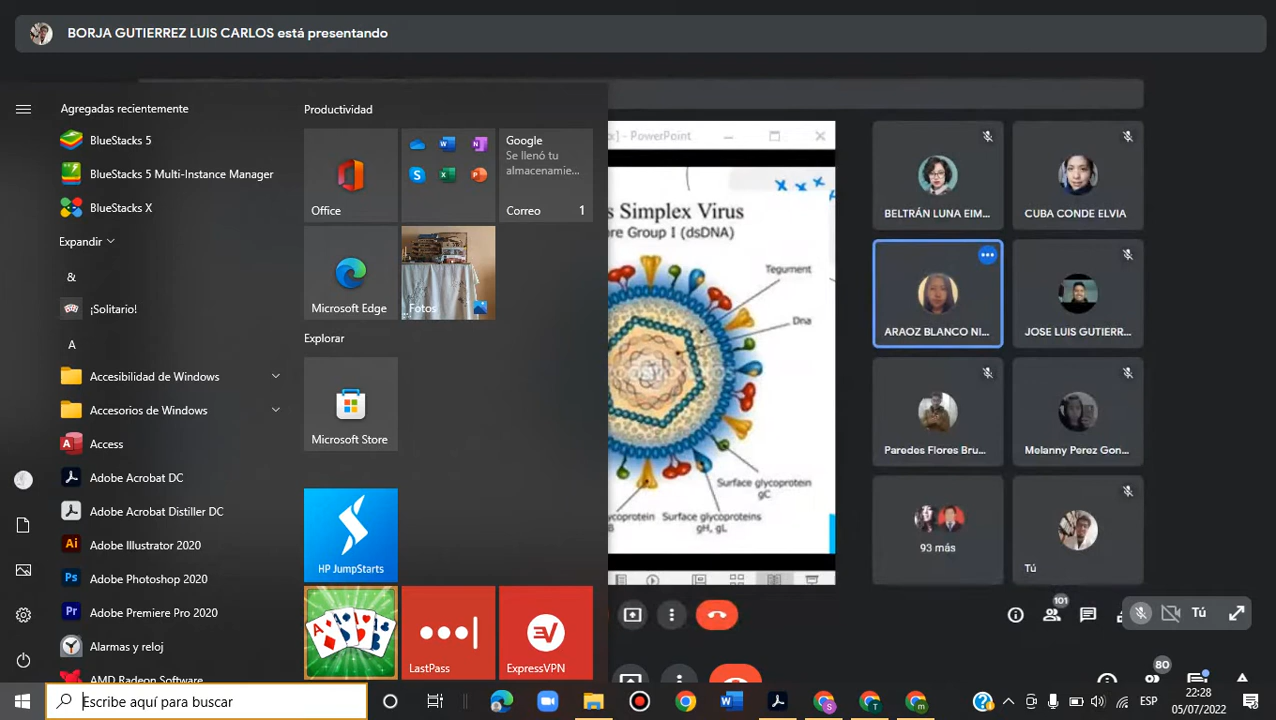 BORJA GUTIERREZ LUIS CARLOS está presentando
Agregadas recientemente
BlueStacks 5
BlueStacks 5 Multi-Instance Manager
BlueStacks X
Expandir
&
¡Solitario!
A
Accesibilidad de Windows
Accesorios de Windows
Access
Adobe Acrobat DC
Adobe Acrobat Distiller DC
Adobe Illustrator 2020
Adobe Photoshop 2020
Adobe Premiere Pro 2020
Alarmas y reloj
AMD Radeon Software
Productividad
Office
Google
Se llenó tu
almacenamie...
Correo 1
Microsoft Edge
Fotos
Explorar
Microsoft Store
HP JumpStarts
LastPass
ExpressVPN
] - PowerPoint
s Simplex Virus
re Group I (dsDNA)
Tegument
Dna
Surface glycoprotein
gC
Surface glycoproteins
gH, gL
BELTRÁN LUNA EIM...
CUBA CONDE ELVIA
ARAOZ BLANCO NI...
JOSE LUIS GUTIERR...
Paredes Flores Bru...
Melanny Perez Gon...
93 más
Tú
101
Tú
80
Escribe aquí para buscar
ESP
22:28
05/07/2022